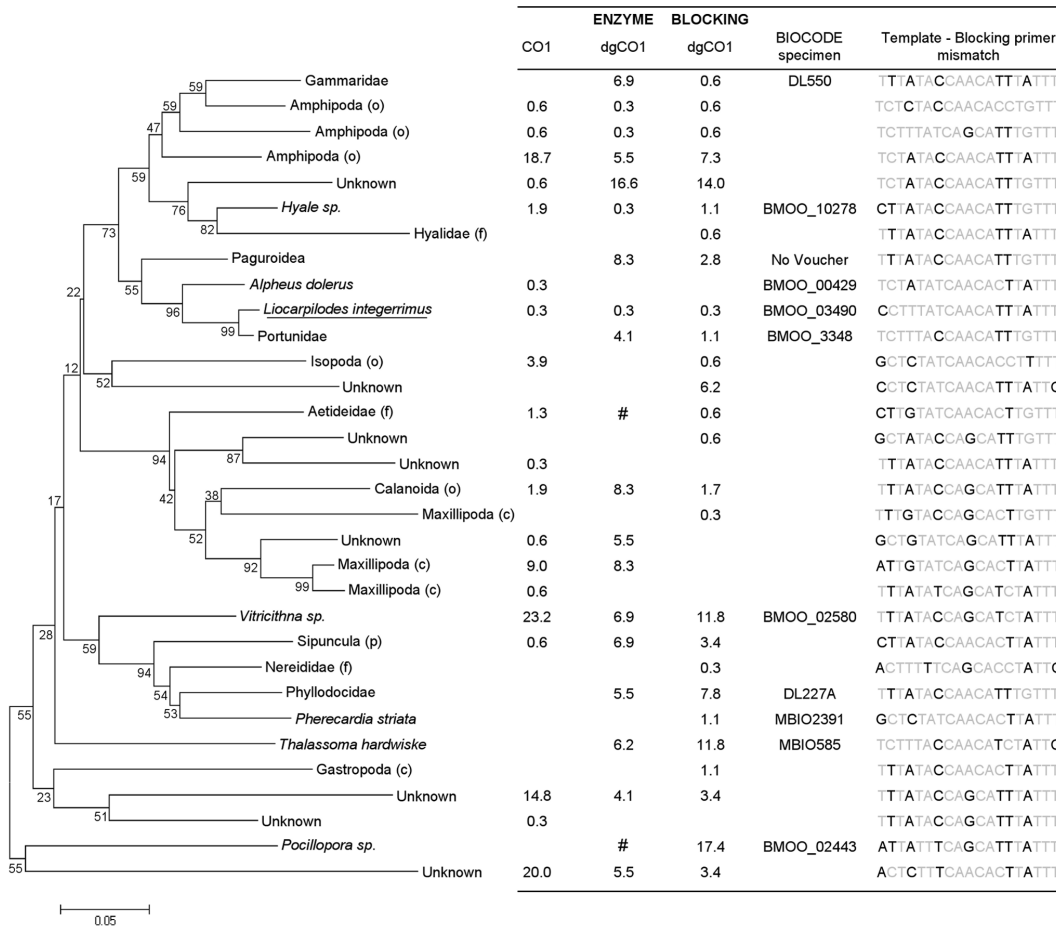 ENZYME BLOCKING
CO1 dgCO1 dgCO1 BIOCODE specimen Template - Blocking primer mismatch
59 Gammaridae 6.9 0.6 DL550 TTTATACCAACATTTATTT
59 Amphipoda (o) 0.6 0.3 0.6 TCTCTACCAACACCTGTTT
47 Amphipoda (o) 0.6 0.3 0.6 TCTTTATCAGCATTTGTTT
Amphipoda (o) 18.7 5.5 7.3 TCTATACCAACATTTATTT
59 Unknown 0.6 16.6 14.0 TCTATACCAACATTTGTTT
76 Hyale sp. 1.9 0.3 1.1 BMOO_10278 CTTATACCAACATTTGTTT
73 82 Hyalidae (f) 0.6 TTTATACCAACATTTATTT
Paguroidea 8.3 2.8 No Voucher TTTATACCAACATTTGTTT
55 Alpheus dolerus 0.3 BMOO_00429 TCTATATCAACACTTATTT
22 96 Liocarpilodes integerrimus 0.3 0.3 0.3 BMOO_03490 CCTTTATCAACATTTATTT
99 Portunidae 4.1 1.1 BMOO_3348 TCTTTACCAACATTTGTTT
12 Isopoda (o) 3.9 0.6 GCTCTATCAACACCTTTTT
52 Unknown 6.2 CCTCTATCAACATTTATTC
Aetideidae (f) 1.3 # 0.6 CTTGTATCAACACTTGTTT
Unknown 0.6 GCTATACCAGCATTTGTTT
94 87 Unknown 0.3 TTTATACCAACATTTATTT
17 42 38 Calanoida (o) 1.9 8.3 1.7 TTTATACCAGCATTTATTT
Maxillipoda (c) 0.3 TTTGTACCAGCACTTGTTT
52 Unknown 0.6 5.5 GCTGTATCAGCATTTATTT
92 Maxillipoda (c) 9.0 8.3 ATTGTATCAGCACTTATTT
99 Maxillipoda (c) 0.6 TTTATATCAGCATCTATTT
28 Vitricithna sp. 23.2 6.9 11.8 BMOO_02580 TTTATACCAGCATCTATTT
59 Sipuncula (p) 0.6 6.9 3.4 CTTATACCAACACTTATTT
94 Nereididae (f) 0.3 ACTTTTTCAGCACCTATTC
54 Phyllodocidae 5.5 7.8 DL227A TTTATACCAACATTTGTTT
55 53 Pherecardia striata 1.1 MBIO2391 GCTCTATCAACACTTATTT
Thalassoma hardwiske 6.2 11.8 MBIO585 TCTTTACCAACATCTATTC
Gastropoda (c) 1.1 TTTATACCAACACTTATTT
23 Unknown 14.8 4.1 3.4 TTTATACCAGCATTTATTT
51 Unknown 0.3 TTTATACCAGCATTTATTT
Pocillopora sp. # 17.4 BMOO_02443 ATTATTTCAGCATTTATTT
55 Unknown 20.0 5.5 3.4 ACTCTTTCAACACTTATTT
0.05